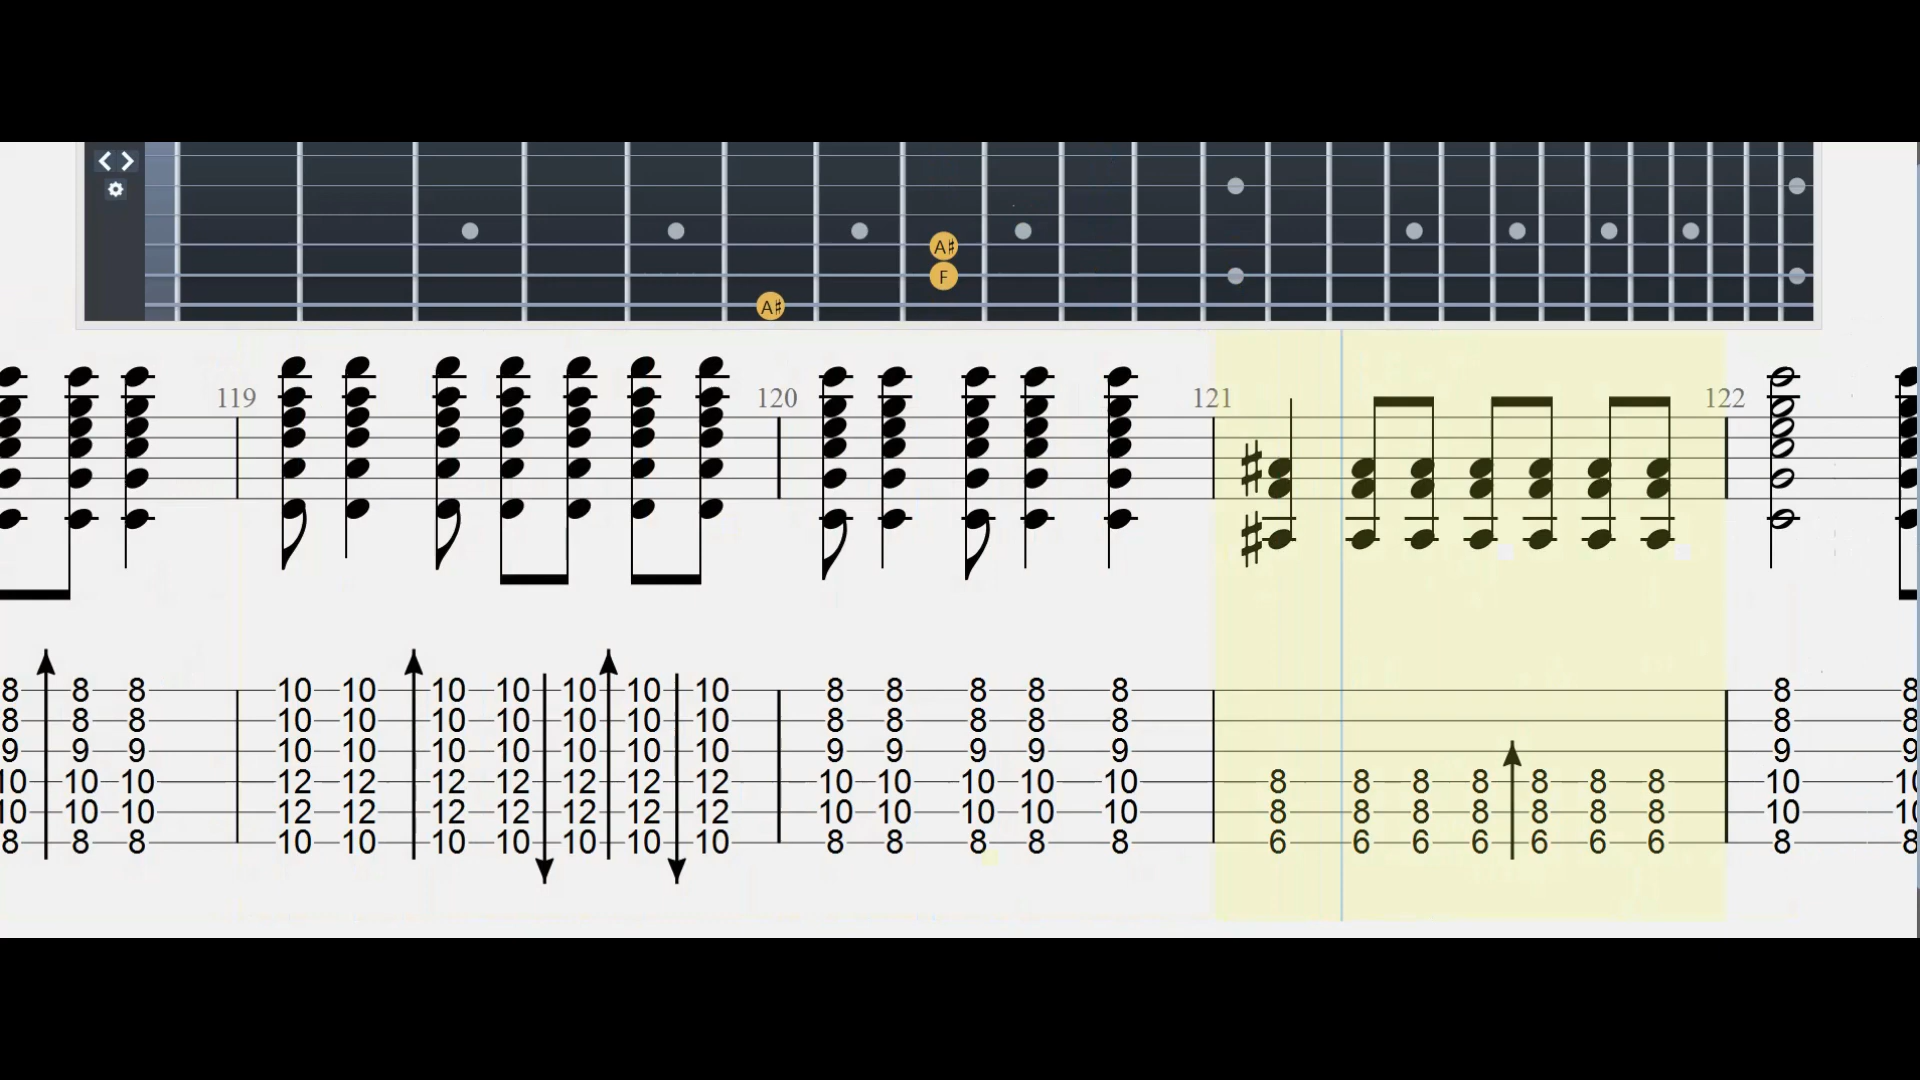 A♯
F
A♯
119 120 121 122
8 8 8 10 10 10 10 10 10 10 8 8 8 8 8 8 8
8 8 8 10 10 10 10 10 10 10 8 8 8 8 8 8 8
9 9 9 10 10 10 10 10 10 10 9 9 9 9 9 9 9
10 10 10 12 12 12 12 12 12 12 10 10 10 10 10 8 8 8 8 8 8 8 10 10
10 10 10 12 12 12 12 12 12 12 10 10 10 10 10 8 8 8 8 8 8 8 10 10
8 8 8 10 10 10 10 10 10 10 8 8 8 8 8 6 6 6 6 6 6 6 8 8